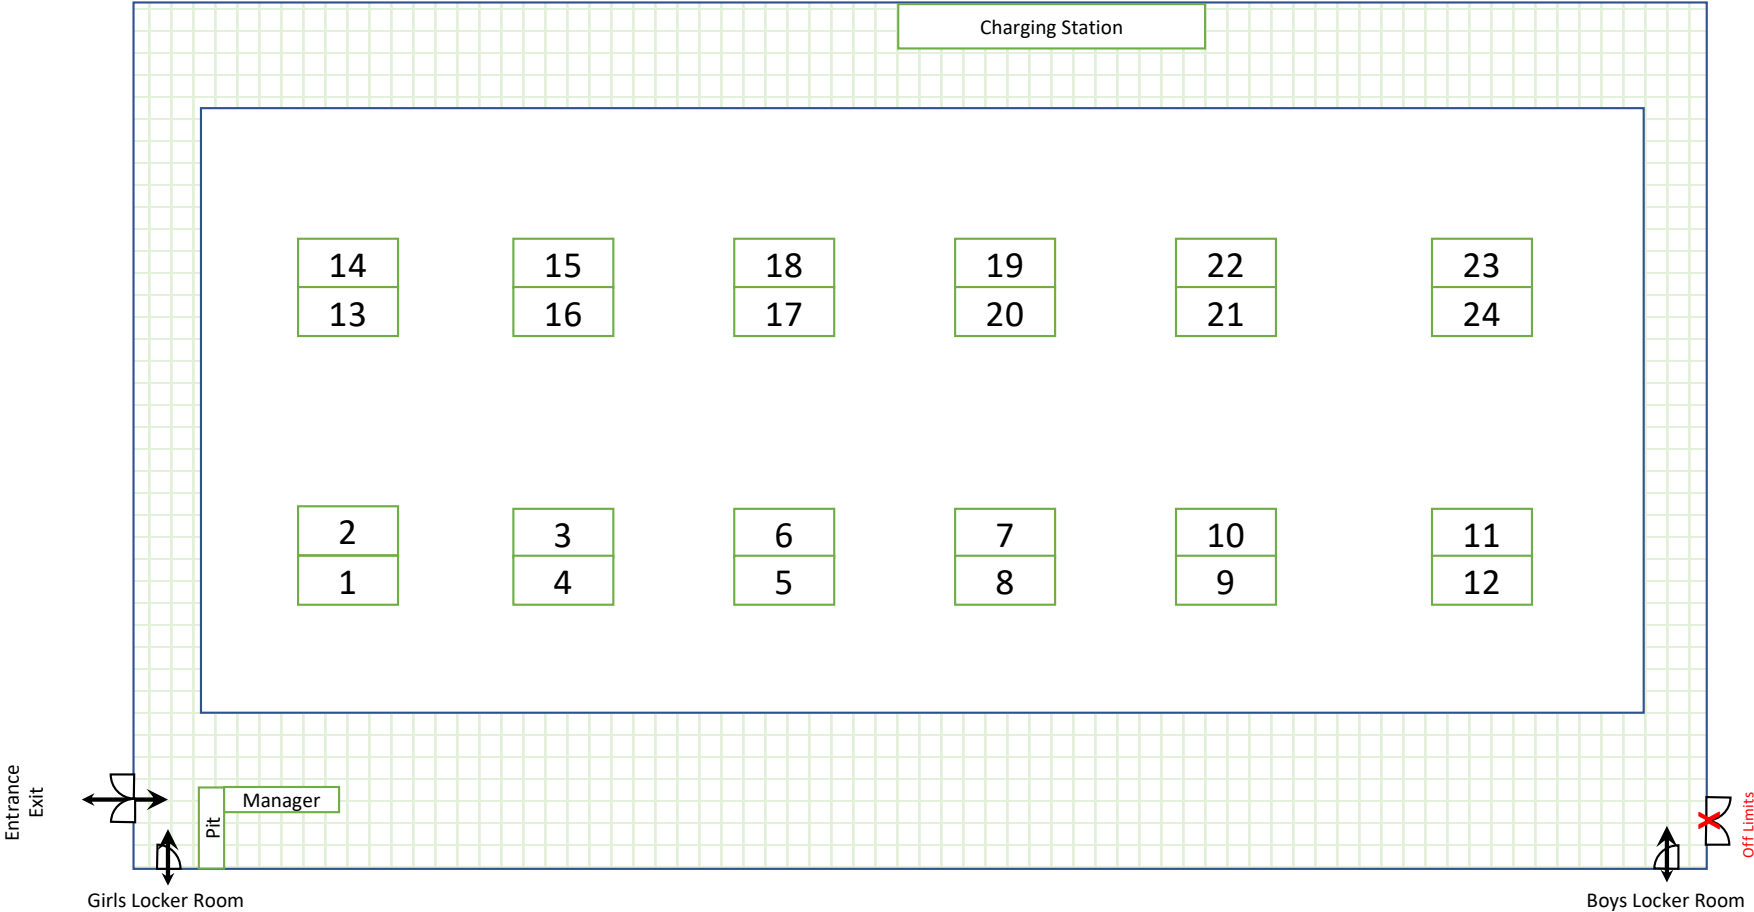 Charging Station
14 15 18 19 22 23
13 16 17 20 21 24
2 3 6 7 10 11
1 4 5 8 9 12
Entrance
Exit
Manager
Pit
Off Limits
Girls Locker Room
Boys Locker Room